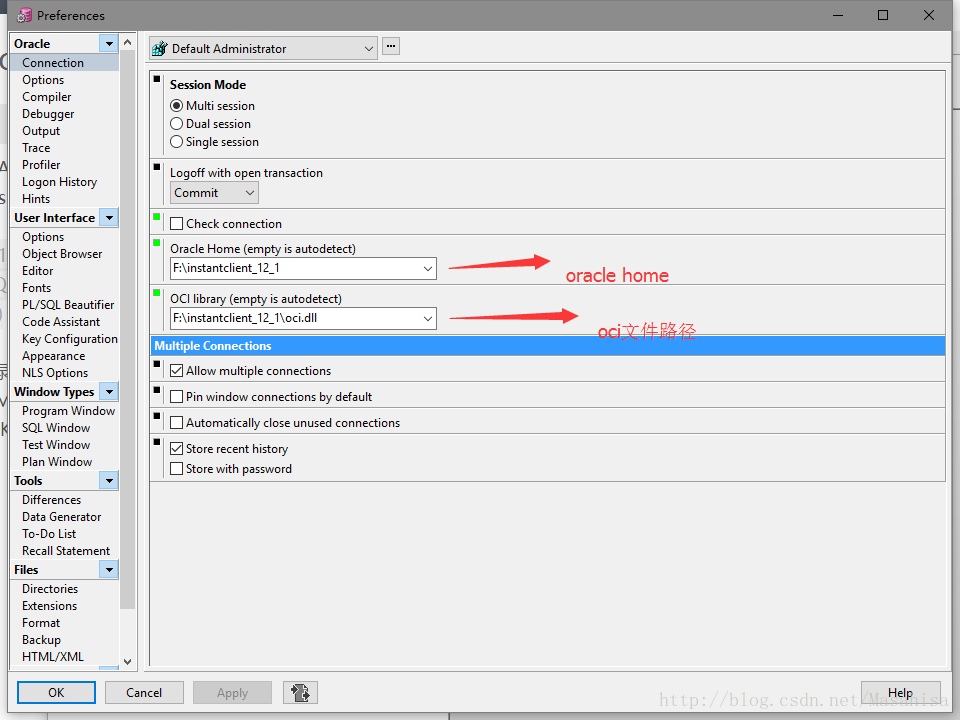 Preferences
Oracle
Connection
Options
Compiler
Debugger
Output
Trace
Profiler
Logon History
Hints
User Interface
Options
Object Browser
Editor
Fonts
PL/SQL Beautifier
Code Assistant
Key Configuration
Appearance
NLS Options
Window Types
Program Window
SQL Window
Test Window
Plan Window
Tools
Differences
Data Generator
To-Do List
Recall Statement
Files
Directories
Extensions
Format
Backup
HTML/XML
Default Administrator
...
Session Mode
Multi session
Dual session
Single session
Logoff with open transaction
Commit
Check connection
Oracle Home (empty is autodetect)
F:\instantclient_12_1
oracle home
OCI library (empty is autodetect)
F:\instantclient_12_1\oci.dll
oci文件路径
Multiple Connections
Allow multiple connections
Pin window connections by default
Automatically close unused connections
Store recent history
Store with password
OK
Cancel
Apply
Help
http://blog.csdn.net/Masahisa